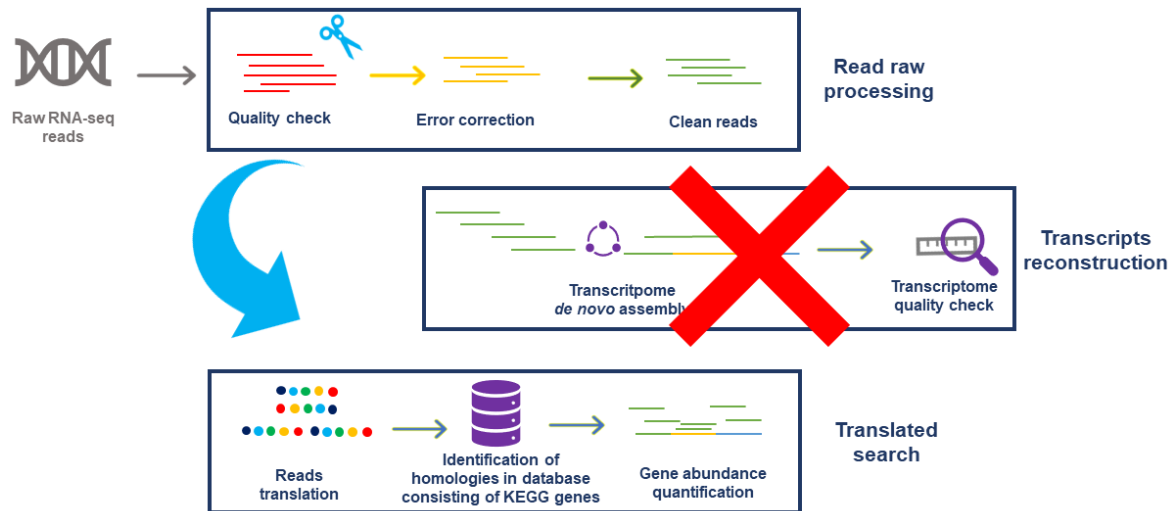 Raw RNA-seq
reads
Quality check
Error correction
Clean reads
Read raw
processing
Transcritpome
de novo assembly
Transcriptome
quality check
Transcripts
reconstruction
Reads
translation
Identification of
homologies in database
consisting of KEGG genes
Gene abundance
quantification
Translated
search